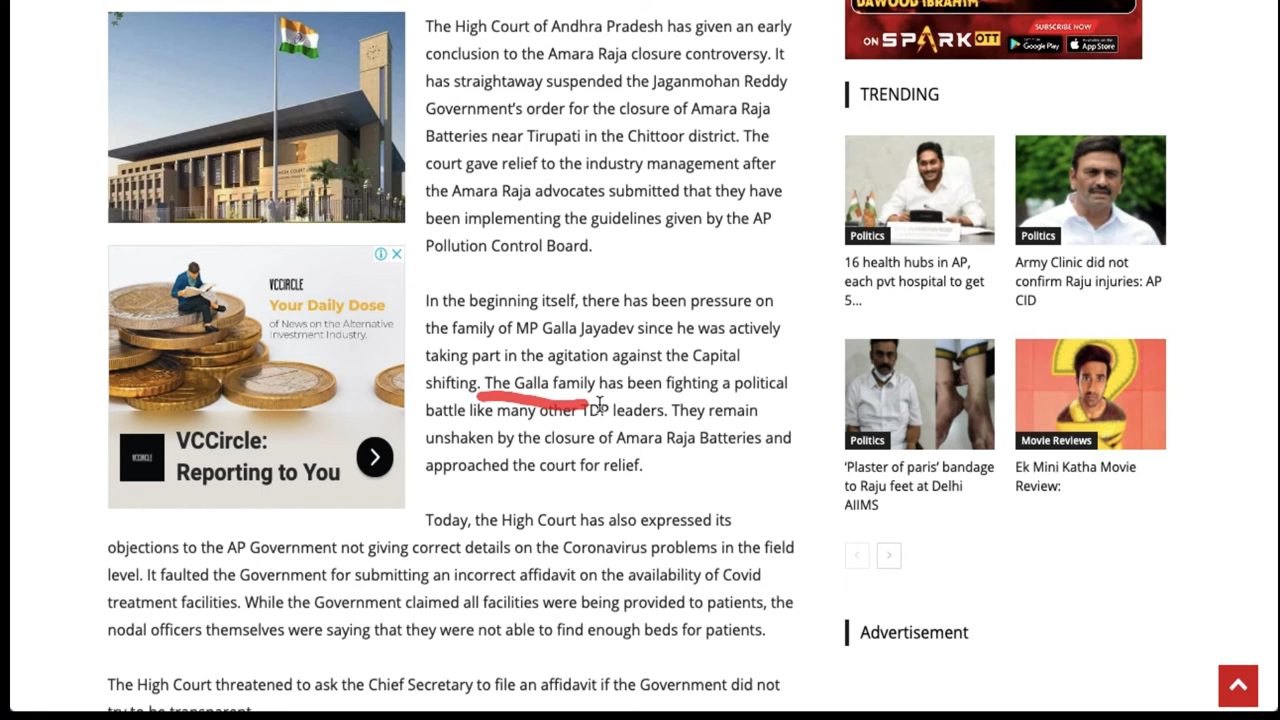 DAWOOD IBRAHIM
SUBSCRIBE NOW
ON SPARK OTT
Google Play
App Store
The High Court of Andhra Pradesh has given an early
conclusion to the Amara Raja closure controversy. It
has straightaway suspended the Jaganmohan Reddy
Government's order for the closure of Amara Raja
Batteries near Tirupati in the Chittoor district. The
court gave relief to the industry management after
the Amara Raja advocates submitted that they have
been implementing the guidelines given by the AP
Pollution Control Board.
In the beginning itself, there has been pressure on
the family of MP Galla Jayadev since he was actively
taking part in the agitation against the Capital
shifting. The Galla family has been fighting a political
battle like many other TDP leaders. They remain
unshaken by the closure of Amara Raja Batteries and
approached the court for relief.
Today, the High Court has also expressed its
objections to the AP Government not giving correct details on the Coronavirus problems in the field
level. It faulted the Government for submitting an incorrect affidavit on the availability of Covid
treatment facilities. While the Government claimed all facilities were being provided to patients, the
nodal officers themselves were saying that they were not able to find enough beds for patients.
The High Court threatened to ask the Chief Secretary to file an affidavit if the Government did not
try to be transparent.
VCCIRCLE
Your Daily Dose
of News on the Alternative
Investment Industry.
VCCIRCLE
VCCircle:
Reporting to You
TRENDING
Politics
16 health hubs in AP,
each pvt hospital to get
5...
Politics
Army Clinic did not
confirm Raju injuries: AP
CID
Politics
'Plaster of paris' bandage
to Raju feet at Delhi
AIIMS
Movie Reviews
Ek Mini Katha Movie
Review:
Advertisement